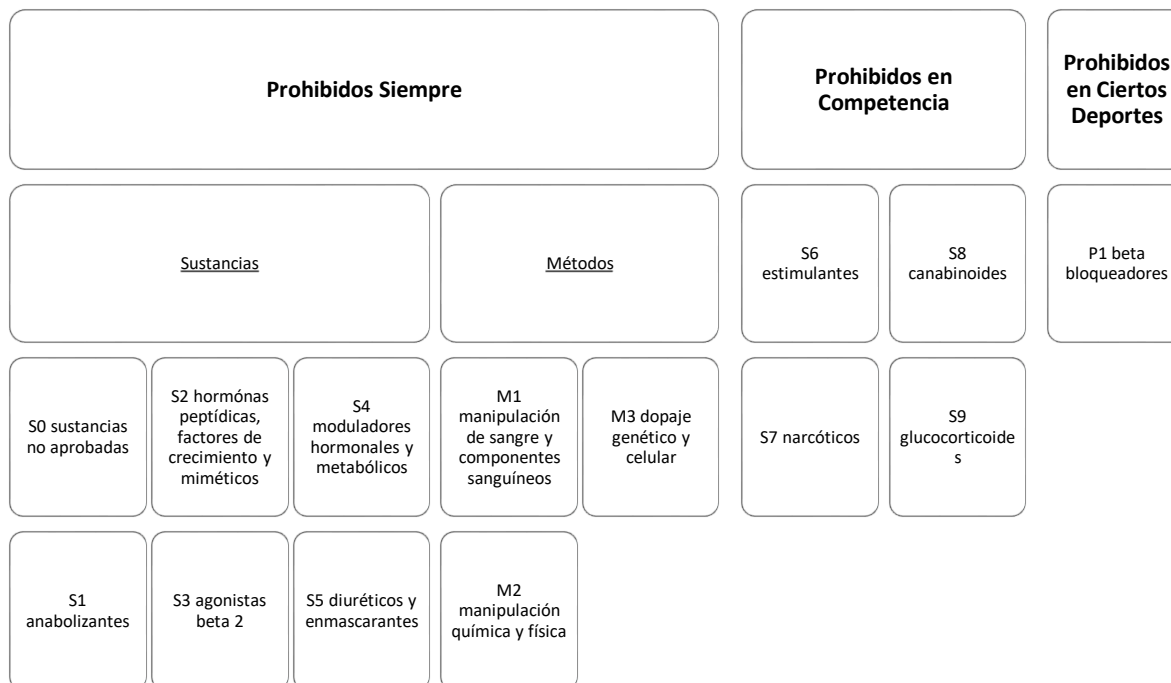 Prohibidos Siempre
Prohibidos en
Competencia
Prohibidos
en Ciertos
Deportes
Sustancias
Métodos
S6
estimulantes
S8
canabinoides
P1 beta
bloqueadores
S0 sustancias
no aprobadas
S2 hormónas
peptídicas,
factores de
crecimiento y
miméticos
S4
moduladores
hormonales y
metabólicos
M1
manipulación
de sangre y
componentes
sanguíneos
M3 dopaje
genético y
celular
S7 narcóticos
S9
glucocorticoide
s
S1
anabolizantes
S3 agonistas
beta 2
S5 diuréticos y
enmascarantes
M2
manipulación
química y física